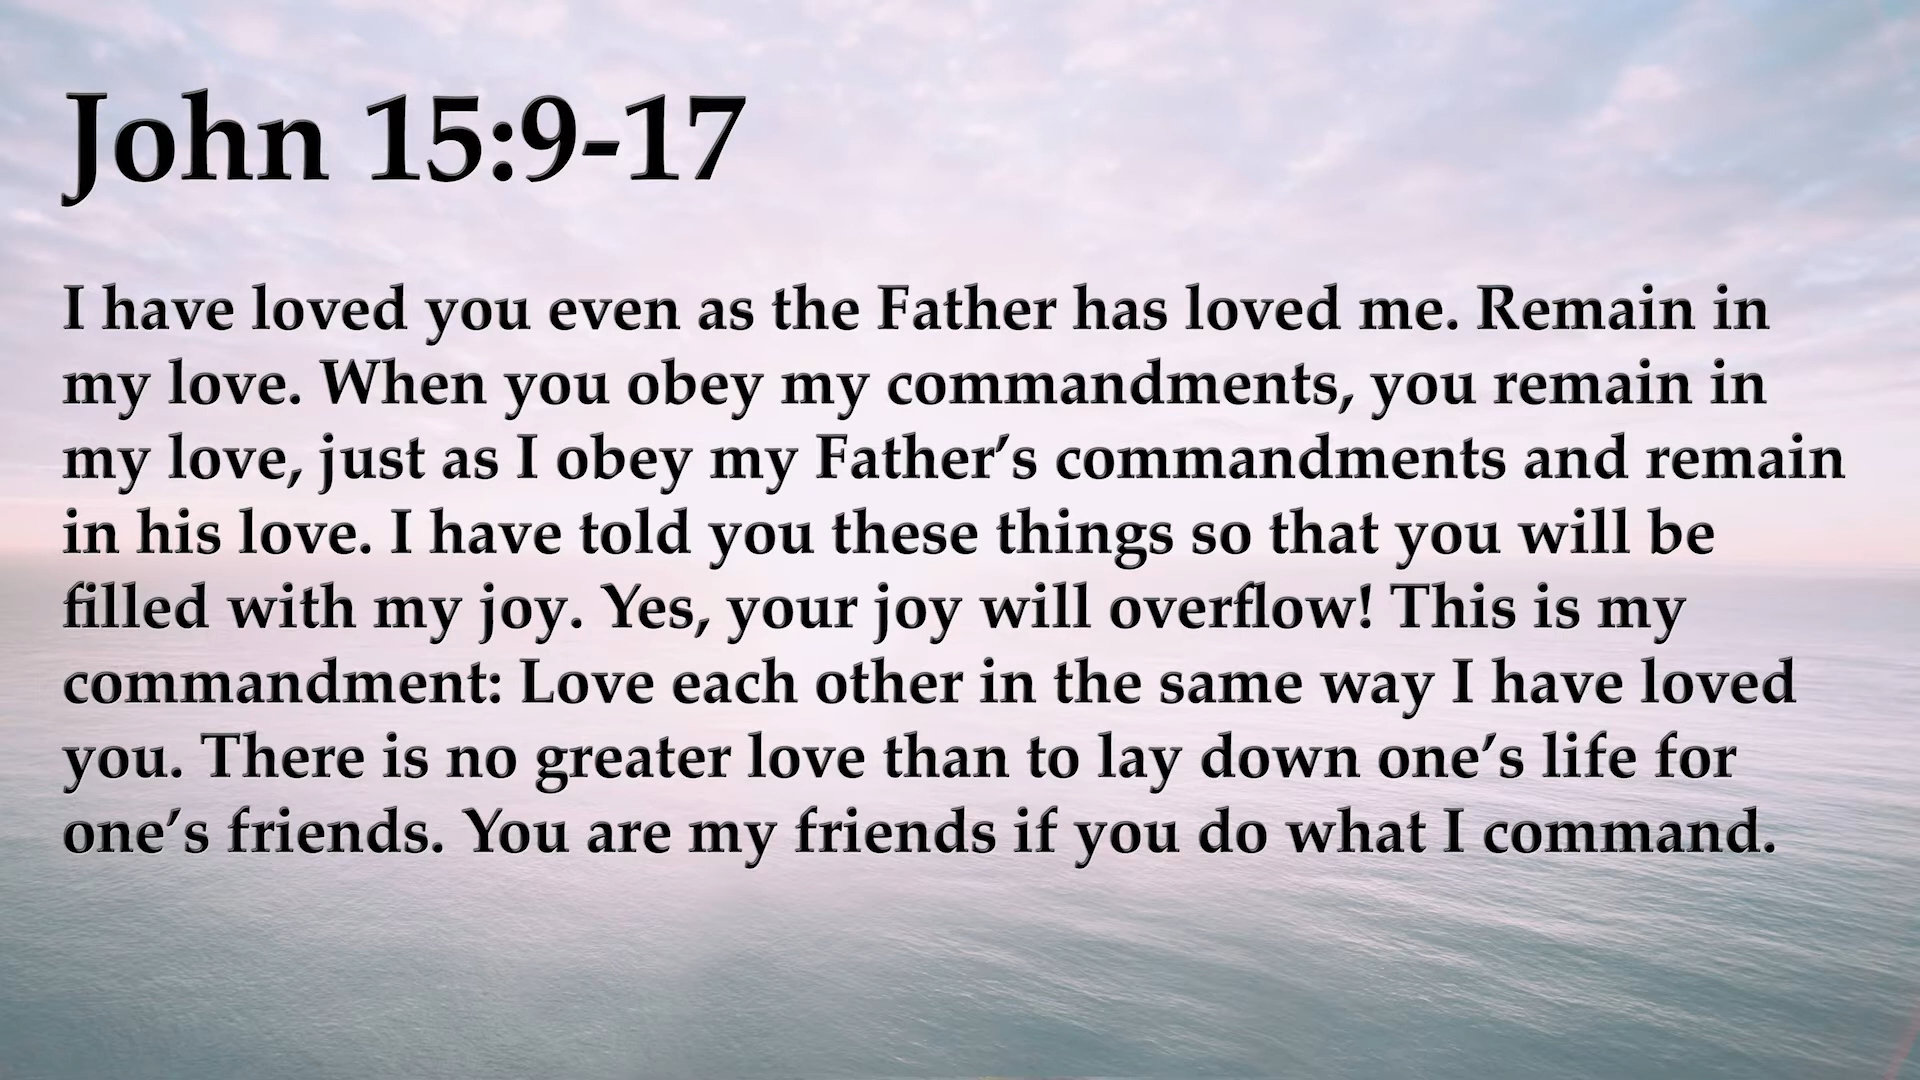 John 15:9-17
I have loved you even as the Father has loved me. Remain in
my love. When you obey my commandments, you remain in
my love, just as I obey my Father’s commandments and remain
in his love. I have told you these things so that you will be
filled with my joy. Yes, your joy will overflow! This is my
commandment: Love each other in the same way I have loved
you. There is no greater love than to lay down one’s life for
one’s friends. You are my friends if you do what I command.